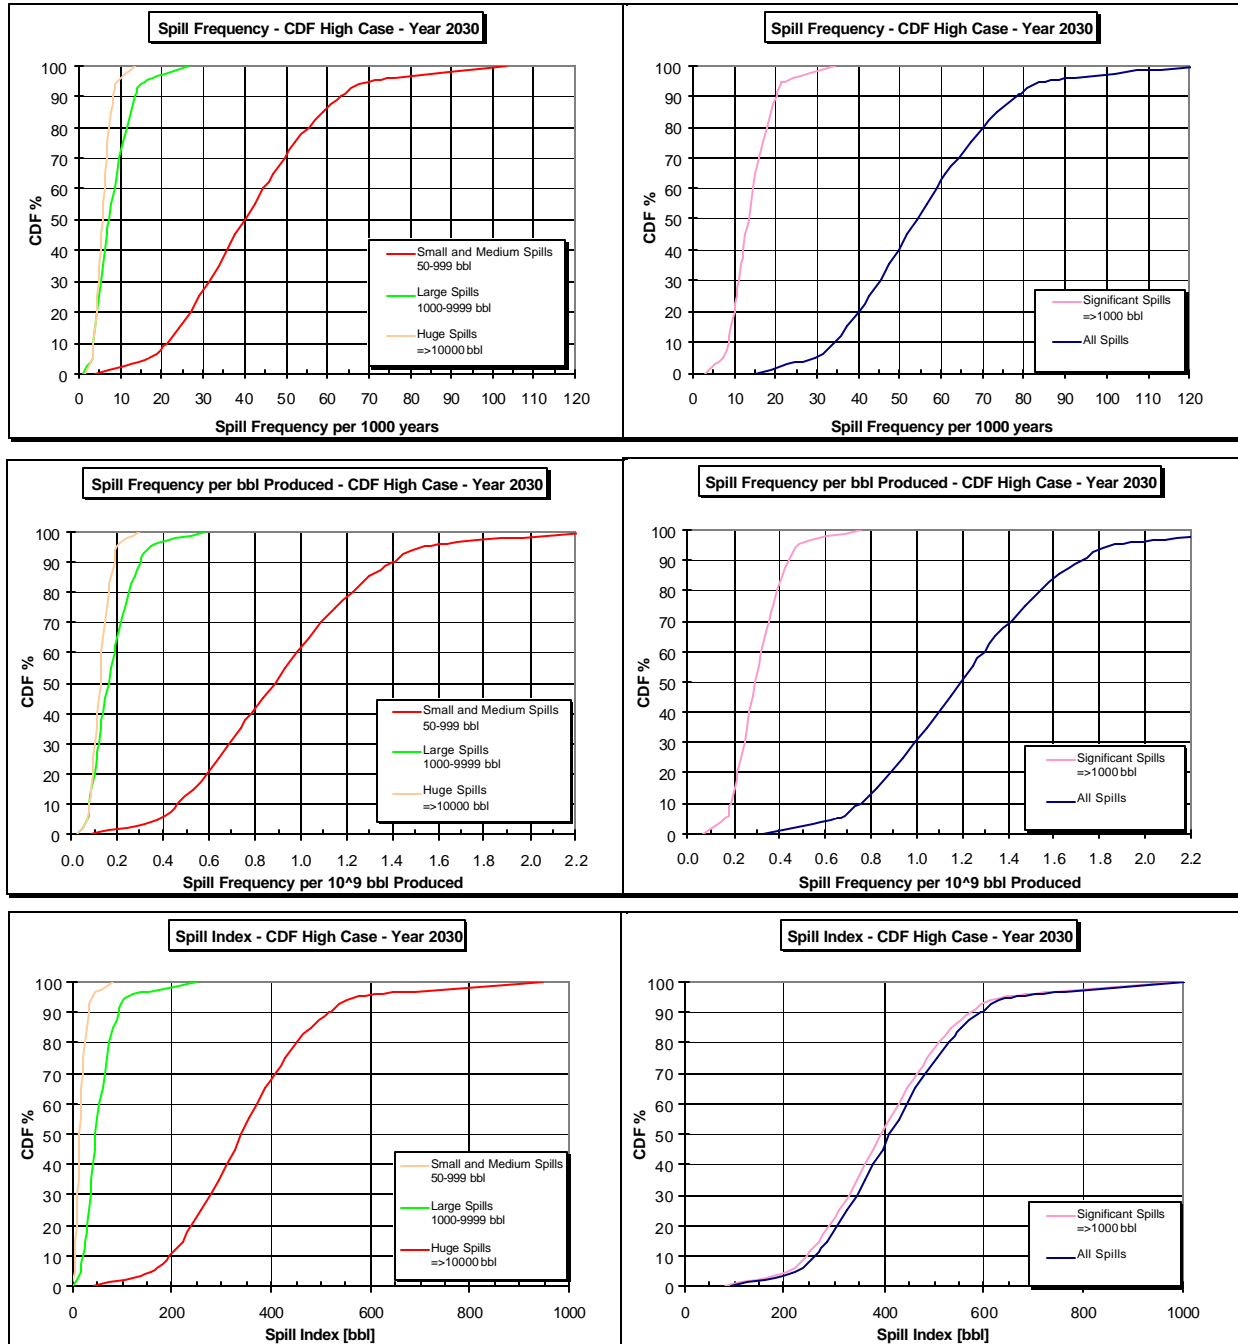 Spill Frequency - CDF High Case - Year 2030
100
90
80
70
60
50
40
30
20
10
0
CDF %
Small and Medium Spills
50-999 bbl
Large Spills
1000-9999 bbl
Huge Spills
=>10000 bbl
0 10 20 30 40 50 60 70 80 90 100 110 120
Spill Frequency per 1000 years
Spill Frequency - CDF High Case - Year 2030
100
90
80
70
60
50
40
30
20
10
0
CDF %
Significant Spills
=>1000 bbl
All Spills
0 10 20 30 40 50 60 70 80 90 100 110 120
Spill Frequency per 1000 years
Spill Frequency per bbl Produced - CDF High Case - Year 2030
100
90
80
70
60
50
40
30
20
10
0
CDF %
Small and Medium Spills
50-999 bbl
Large Spills
1000-9999 bbl
Huge Spills
=>10000 bbl
0.0 0.2 0.4 0.6 0.8 1.0 1.2 1.4 1.6 1.8 2.0 2.2
Spill Frequency per 10^9 bbl Produced
Spill Frequency per bbl Produced - CDF High Case - Year 2030
100
90
80
70
60
50
40
30
20
10
0
CDF %
Significant Spills
=>1000 bbl
All Spills
0.0 0.2 0.4 0.6 0.8 1.0 1.2 1.4 1.6 1.8 2.0 2.2
Spill Frequency per 10^9 bbl Produced
Spill Index - CDF High Case - Year 2030
100
90
80
70
60
50
40
30
20
10
0
CDF %
Small and Medium Spills
50-999 bbl
Large Spills
1000-9999 bbl
Huge Spills
=>10000 bbl
0 200 400 600 800 1000
Spill Index [bbl]
Spill Index - CDF High Case - Year 2030
100
90
80
70
60
50
40
30
20
10
0
CDF %
Significant Spills
=>1000 bbl
All Spills
0 200 400 600 800 1000
Spill Index [bbl]